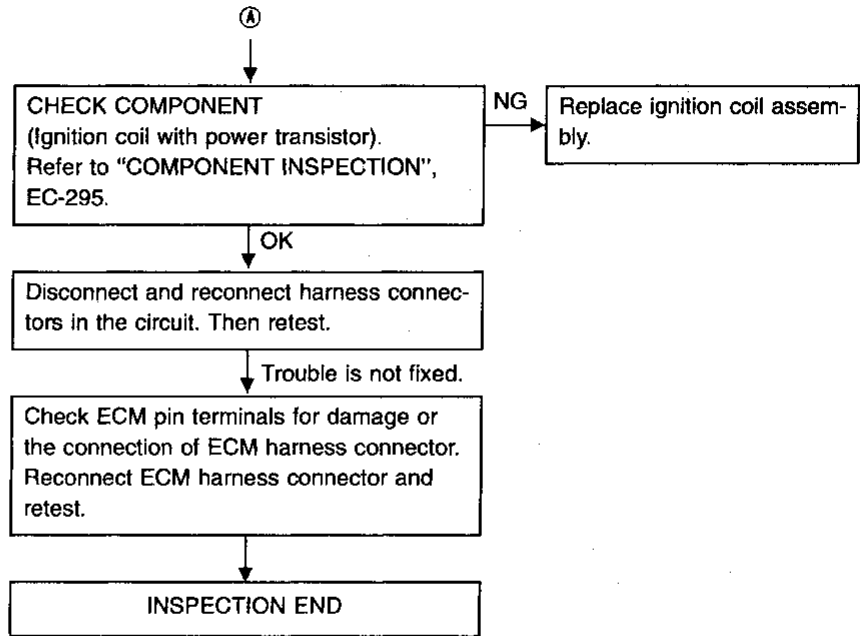 Ⓐ
CHECK COMPONENT
(Ignition coil with power transistor).
Refer to "COMPONENT INSPECTION",
EC-295.
NG
Replace ignition coil assem-
bly.
OK
Disconnect and reconnect harness connec-
tors in the circuit. Then retest.
Trouble is not fixed.
Check ECM pin terminals for damage or
the connection of ECM harness connector.
Reconnect ECM harness connector and
retest.
INSPECTION END